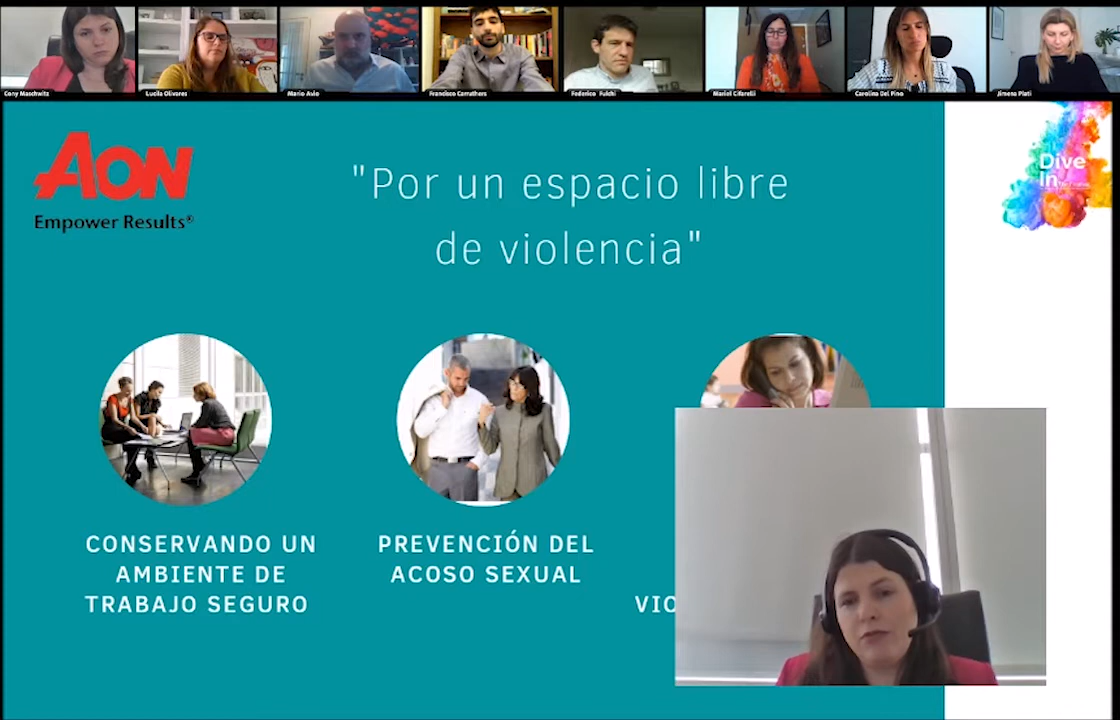 Cony Maschwitz
Lucila Olivares
Mario Avio
Francisco Carruthers
Federico Fulchi
Mariel Cifarelli
Carolina Del Pino
Jimena Plati
AON
Empower Results®
"Por un espacio libre
de violencia"
Dive
In
CONSERVANDO UN
AMBIENTE DE
TRABAJO SEGURO
PREVENCIÓN DEL
ACOSO SEXUAL
VIO